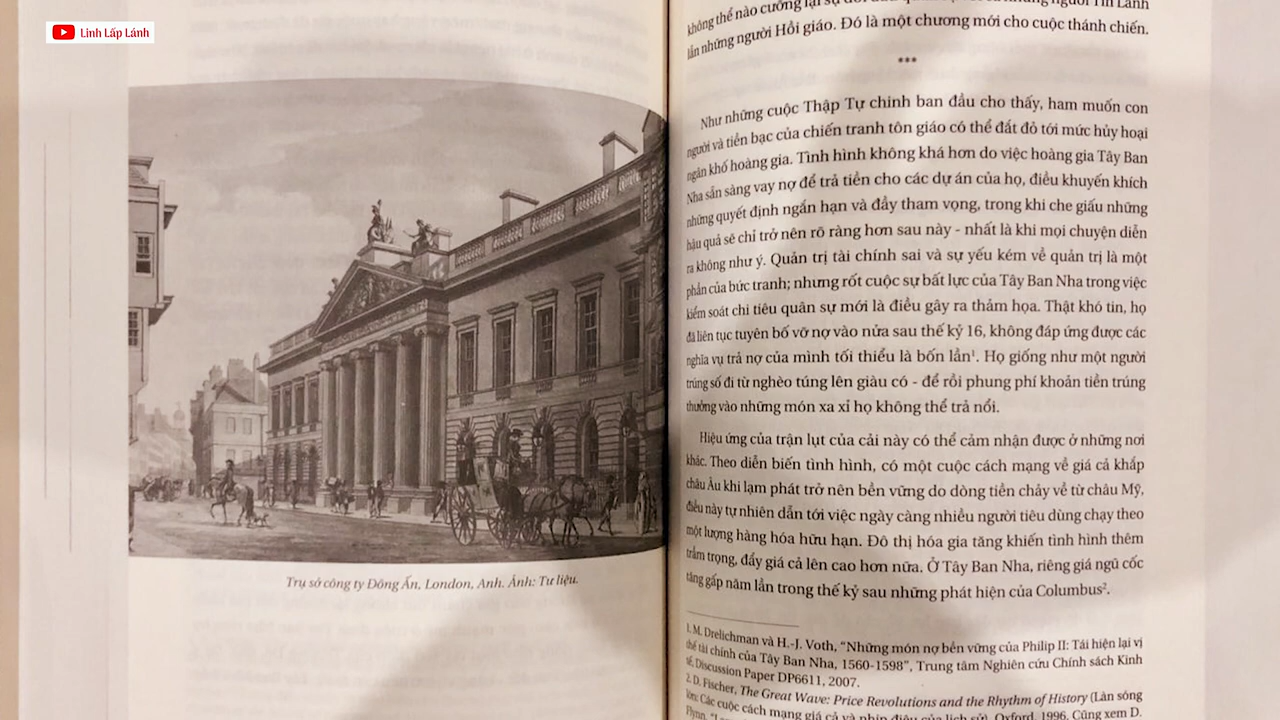 Linh Lấp Lánh
Trụ sở công ty Đông Ấn, London, Anh. Ảnh: Tư liệu.
không thể nào cưỡng lại sự
lẫn những người Hồi giáo. Đó là một chương mới cho cuộc thánh chiến.
***
Như những cuộc Thập Tự chinh ban đầu cho thấy, ham muốn con
người và tiền bạc của chiến tranh tôn giáo có thể đắt đỏ tới mức hủy hoại
ngân khố hoàng gia. Tình hình không khá hơn do việc hoàng gia Tây Ban
Nha sẵn sàng vay nợ để trả tiền cho các dự án của họ, điều khuyến khích
những quyết định ngắn hạn và đầy tham vọng, trong khi che giấu những
hậu quả sẽ chỉ trở nên rõ ràng hơn sau này - nhất là khi mọi chuyện diễn
ra không như ý. Quản trị tài chính sai và sự yếu kém về quản trị là một
phần của bức tranh; nhưng rốt cuộc sự bất lực của Tây Ban Nha trong việc
kiểm soát chi tiêu quân sự mới là điều gây ra thảm họa. Thật khó tin, họ
đã liên tục tuyên bố vỡ nợ vào nửa sau thế kỷ 16, không đáp ứng được các
nghĩa vụ trả nợ của mình tối thiểu là bốn lần¹. Họ giống như một người
trúng số đi từ nghèo túng lên giàu có - để rồi phung phí khoản tiền trúng
thưởng vào những món xa xỉ họ không thể trả nổi.
Hiệu ứng của trận lụt của cải này có thể cảm nhận được ở những nơi
khác. Theo diễn biến tình hình, có một cuộc cách mạng về giá cả khắp
châu Âu khi lạm phát trở nên bền vững do dòng tiền chảy về từ châu Mỹ,
điều này tự nhiên dẫn tới việc ngày càng nhiều người tiêu dùng chạy theo
một lượng hàng hóa hữu hạn. Đô thị hóa gia tăng khiến tình hình thêm
trầm trọng, đẩy giá cả lên cao hơn nữa. Ở Tây Ban Nha, riêng giá ngũ cốc
tăng gấp năm lần trong thế kỷ sau những phát hiện của Columbus².
1. M. Drelichman và H.-J. Voth, "Những món nợ bền vững của Philip II: Tái hiện lại vị
thế tài chính của Tây Ban Nha, 1560-1598", Trung tâm Nghiên cứu Chính sách Kinh
tế, Discussion Paper DP6611, 2007.
2. D. Fischer, The Great Wave: Price Revolutions and the Rhythm of History (Làn sóng
lớn: Các cuộc cách mạng giá cả và nhịp điệu của lịch sử), Oxford, 1996. Cũng xem D.
Flynn,